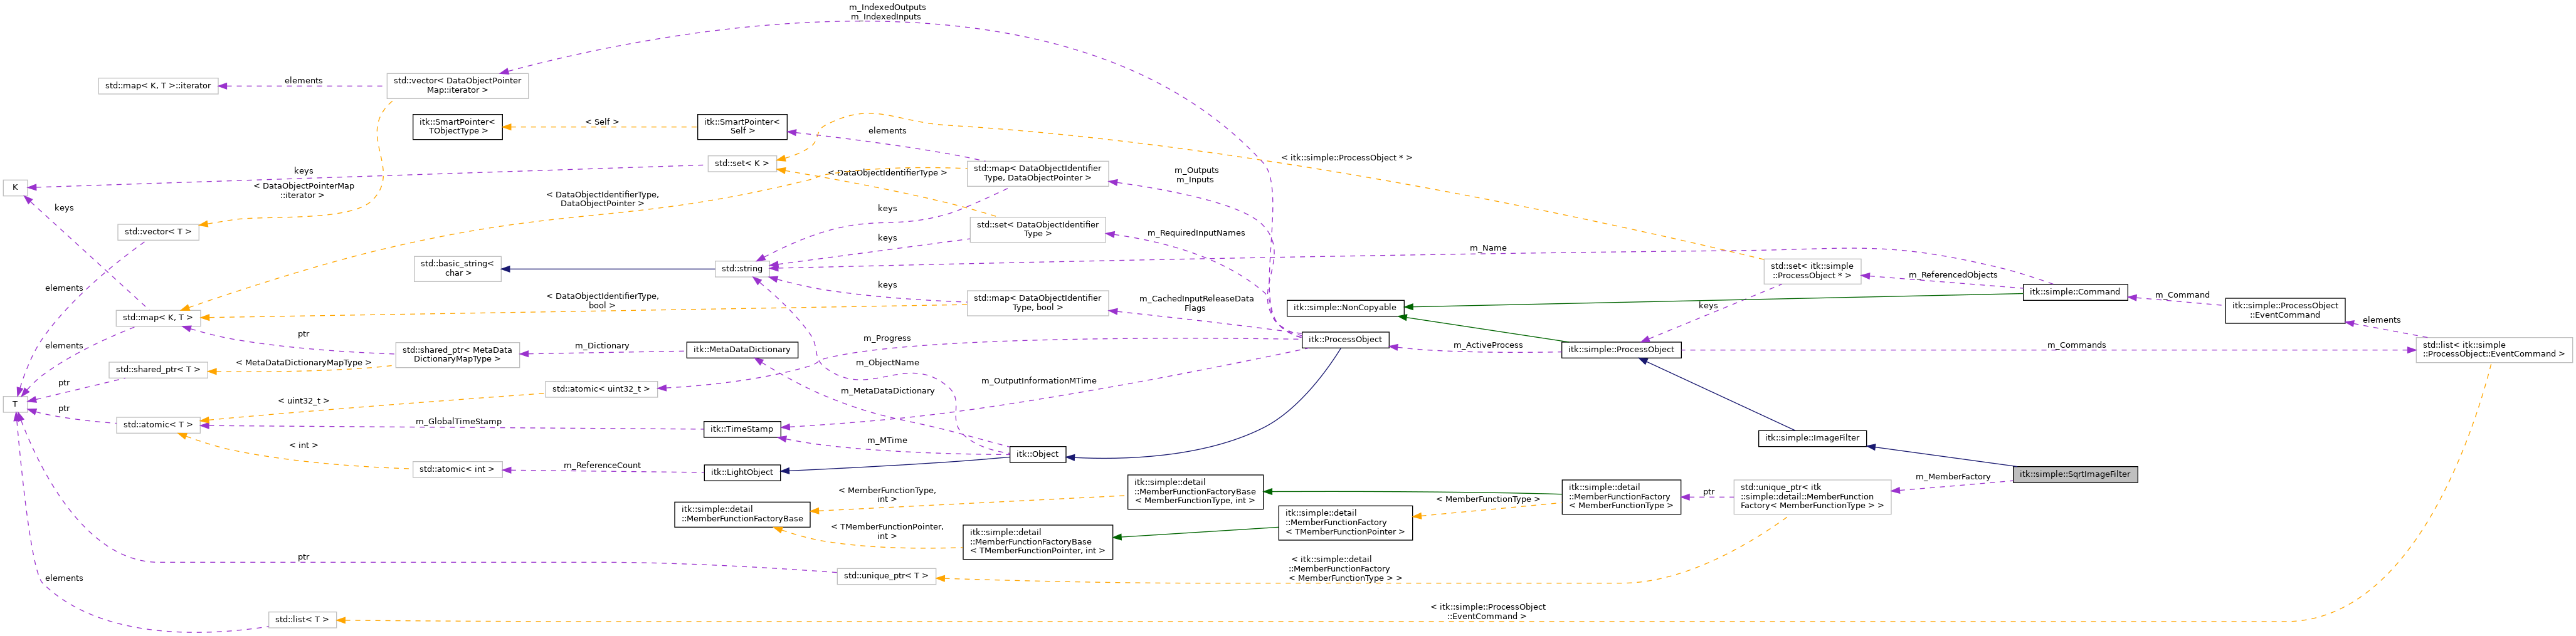 m_IndexedOutputs
m_IndexedInputs
std::map< K, T >::iterator
elements
std::vector< DataObjectPointer
Map::iterator >
itk::SmartPointer<
TObjectType >
< Self >
itk::SmartPointer<
Self >
elements
std::set< K >
< itk::simple::ProcessObject * >
K
keys
< DataObjectPointerMap
::iterator >
keys
< DataObjectIdentifierType,
DataObjectPointer >
< DataObjectIdentifierType >
std::map< DataObjectIdentifier
Type, DataObjectPointer >
m_Outputs
m_Inputs
keys
std::vector< T >
std::set< DataObjectIdentifier
Type >
m_RequiredInputNames
keys
m_Name
std::basic_string<
char >
std::string
std::set< itk::simple
::ProcessObject * >
m_ReferencedObjects
itk::simple::Command
m_Command
itk::simple::ProcessObject
::EventCommand
elements
elements
keys
< DataObjectIdentifierType,
bool >
std::map< DataObjectIdentifier
Type, bool >
m_CachedInputReleaseData
Flags
itk::simple::NonCopyable
keys
std::map< K, T >
ptr
elements
std::shared_ptr< MetaData
DictionaryMapType >
m_Dictionary
itk::MetaDataDictionary
m_Progress
itk::ProcessObject
m_ActiveProcess
itk::simple::ProcessObject
m_Commands
std::list< itk::simple
::ProcessObject::EventCommand >
std::shared_ptr< T >
< MetaDataDictionaryMapType >
m_ObjectName
ptr
std::atomic< uint32_t >
m_MetaDataDictionary
m_OutputInformationMTime
T
< uint32_t >
ptr
std::atomic< T >
m_GlobalTimeStamp
itk::TimeStamp
m_MTime
< int >
itk::Object
itk::simple::ImageFilter
std::atomic< int >
m_ReferenceCount
itk::LightObject
itk::simple::SqrtImageFilter
m_MemberFactory
< MemberFunctionType,
int >
itk::simple::detail
::MemberFunctionFactoryBase
< MemberFunctionType, int >
< MemberFunctionType >
itk::simple::detail
::MemberFunctionFactory
< MemberFunctionType >
ptr
std::unique_ptr< itk
::simple::detail::MemberFunction
Factory< MemberFunctionType > >
itk::simple::detail
::MemberFunctionFactoryBase
< TMemberFunctionPointer,
int >
itk::simple::detail
::MemberFunctionFactoryBase
< TMemberFunctionPointer, int >
itk::simple::detail
::MemberFunctionFactory
< TMemberFunctionPointer >
ptr
std::unique_ptr< T >
< itk::simple::detail
::MemberFunctionFactory
< MemberFunctionType > >
elements
std::list< T >
< itk::simple::ProcessObject
::EventCommand >